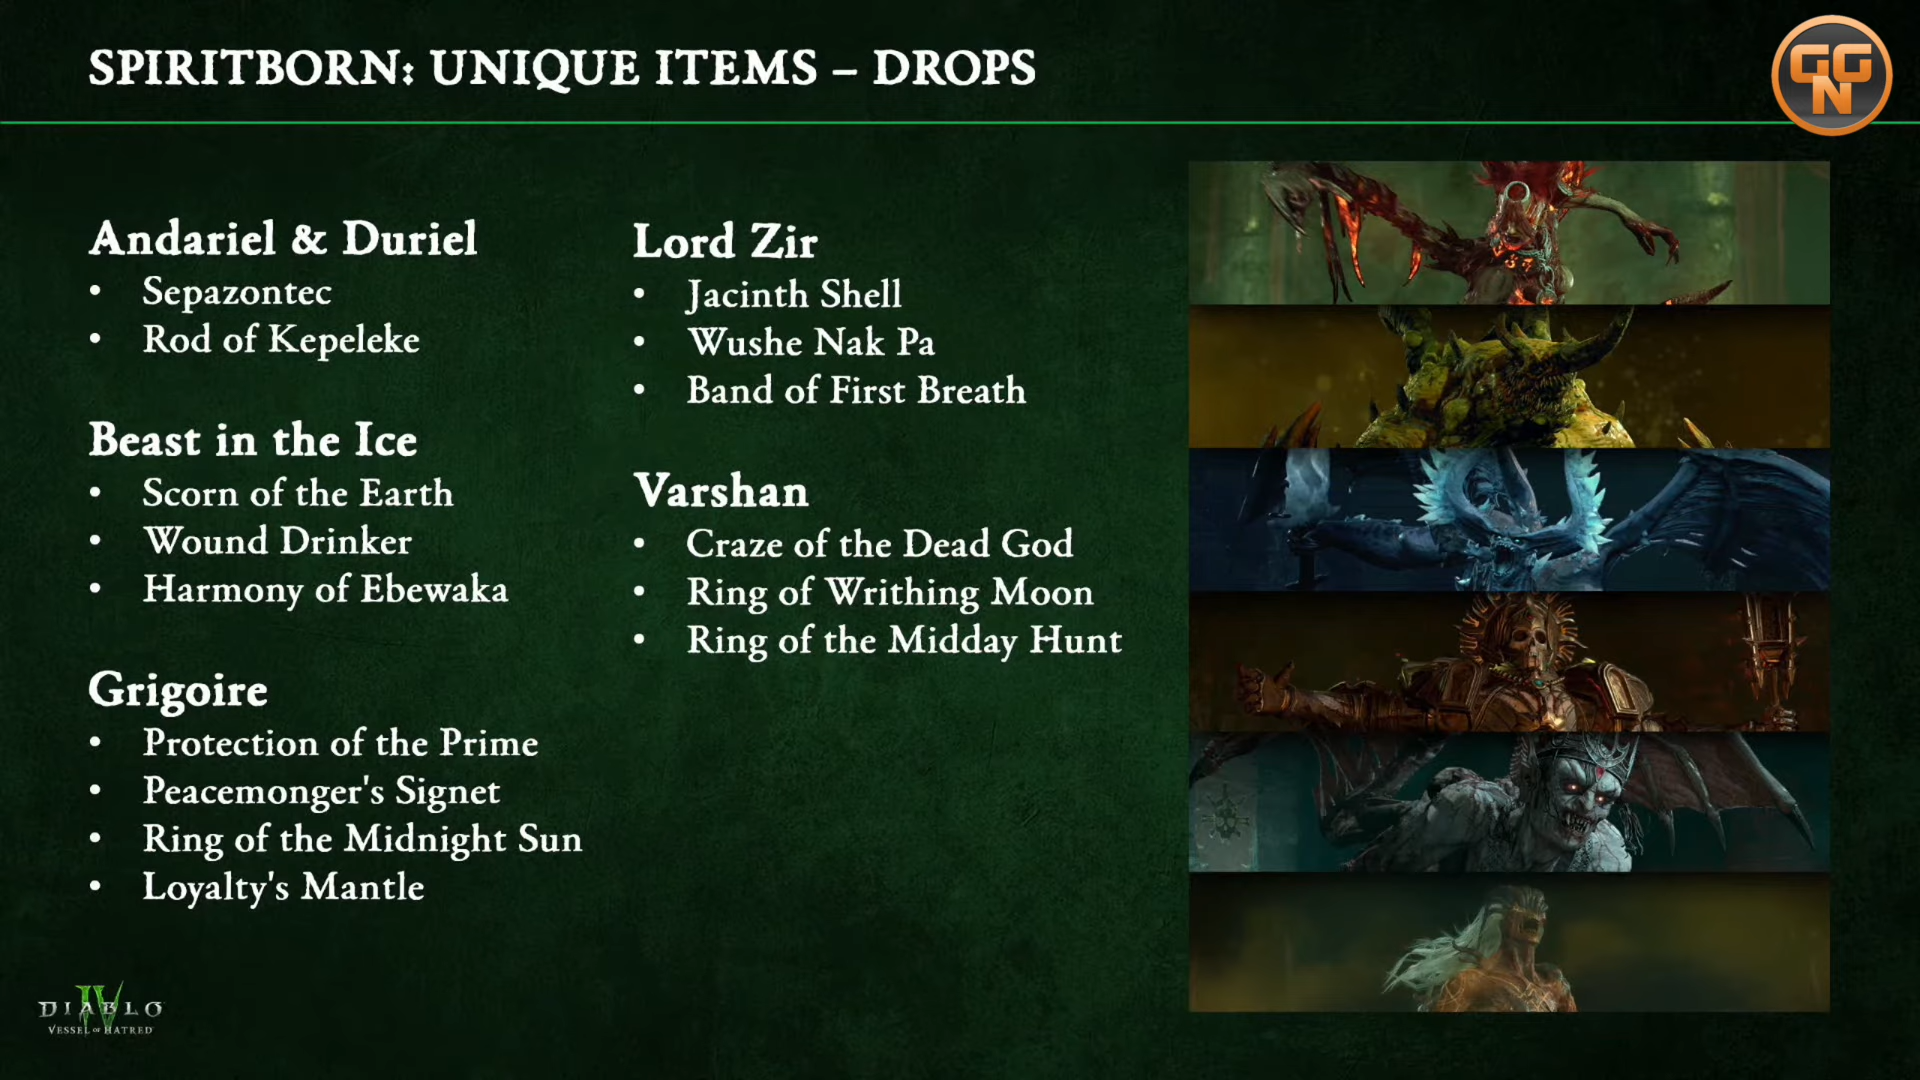 SPIRITBORN: UNIQUE ITEMS – DROPS
GGN
Andariel & Duriel
• Sepazontec
• Rod of Kepeleke
Beast in the Ice
• Scorn of the Earth
• Wound Drinker
• Harmony of Ebewaka
Grigoire
• Protection of the Prime
• Peacemonger's Signet
• Ring of the Midnight Sun
• Loyalty's Mantle
Lord Zir
• Jacinth Shell
• Wushe Nak Pa
• Band of First Breath
Varshan
• Craze of the Dead God
• Ring of Writhing Moon
• Ring of the Midday Hunt
IV
DIABLO
VESSEL OF HATRED